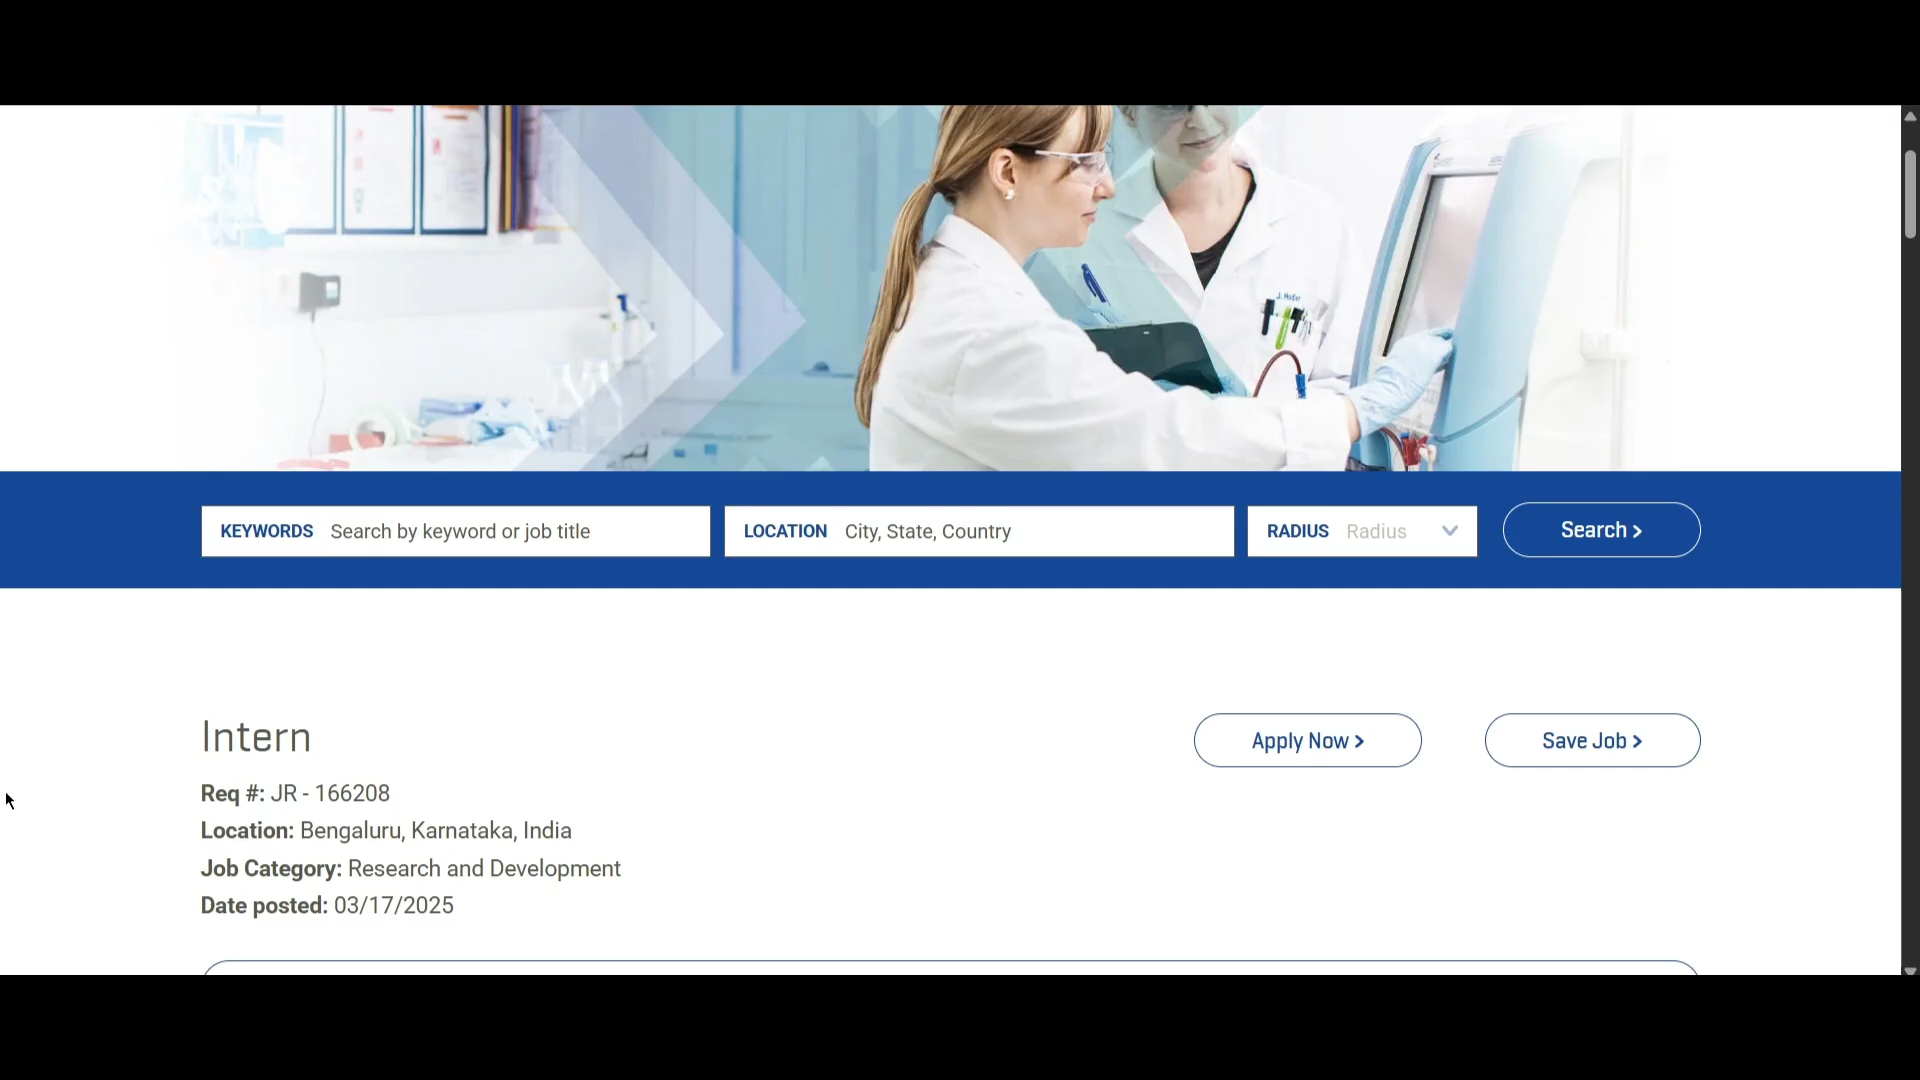 J. Hofer
KEYWORDS Search by keyword or job title LOCATION City, State, Country RADIUS Radius Search
Intern
Apply Now Save Job
Req #: JR - 166208
Location: Bengaluru, Karnataka, India
Job Category: Research and Development
Date posted: 03/17/2025